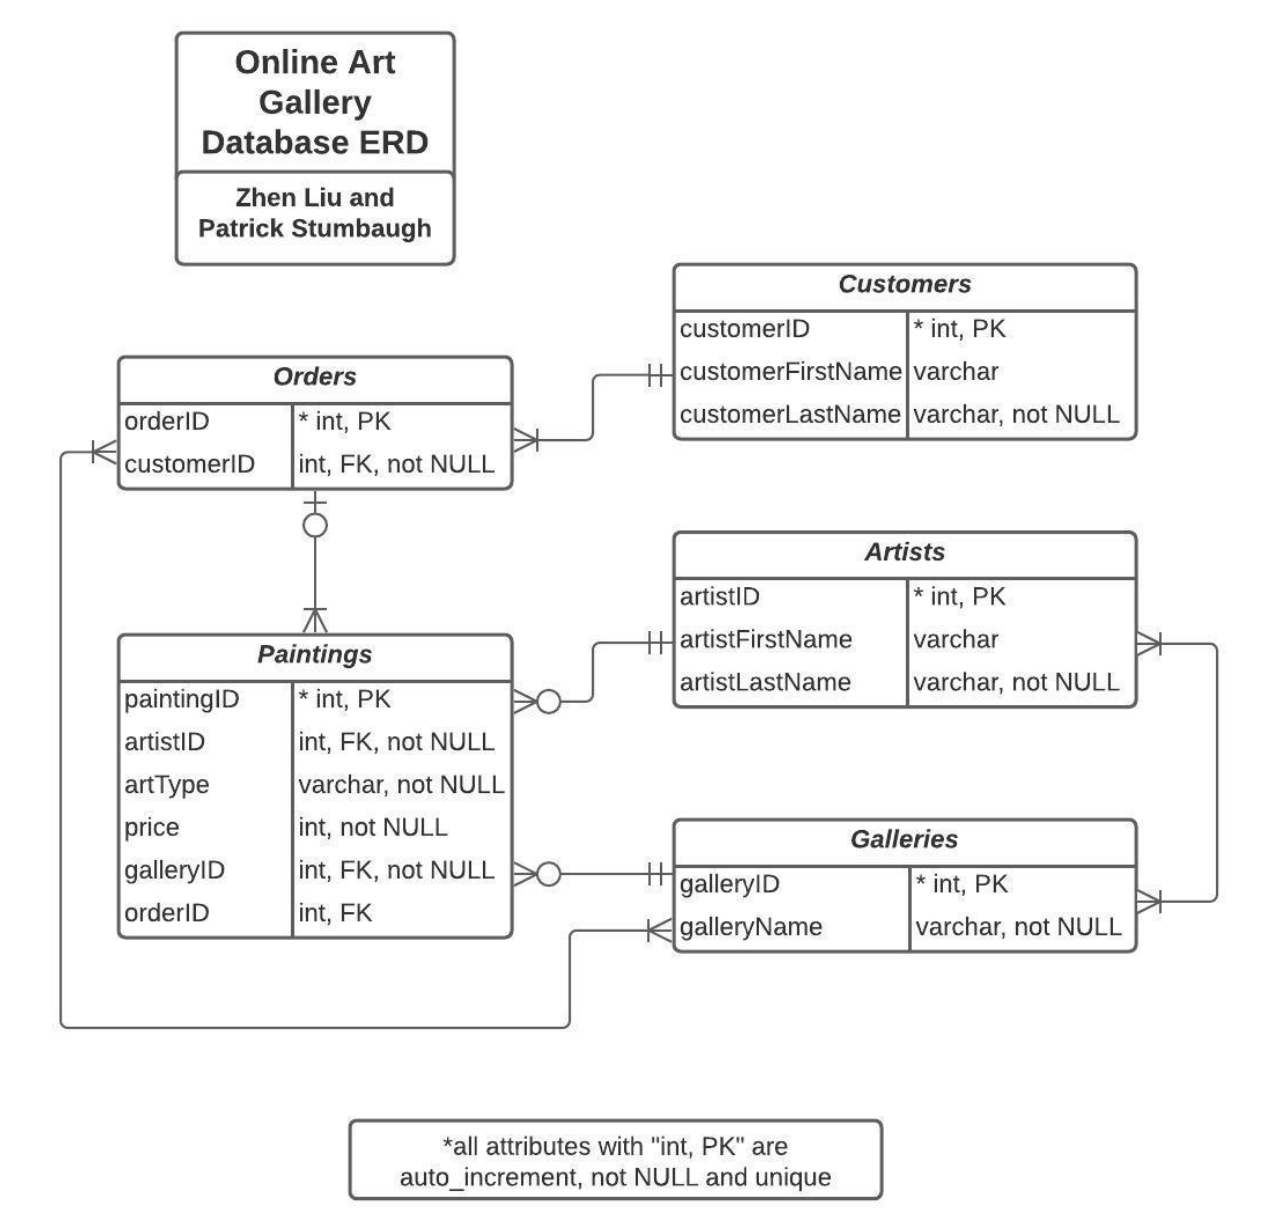 Online Art
Gallery
Database ERD
Zhen Liu and
Patrick Stumbaugh
Customers
customerID * int, PK
customerFirstName varchar
customerLastName varchar, not NULL
Orders
orderID * int, PK
customerID int, FK, not NULL
Artists
artistID * int, PK
artistFirstName varchar
artistLastName varchar, not NULL
Paintings
paintingID * int, PK
artistID int, FK, not NULL
artType varchar, not NULL
price int, not NULL
galleryID int, FK, not NULL
orderID int, FK
Galleries
galleryID * int, PK
galleryName varchar, not NULL
*all attributes with "int, PK" are
auto_increment, not NULL and unique